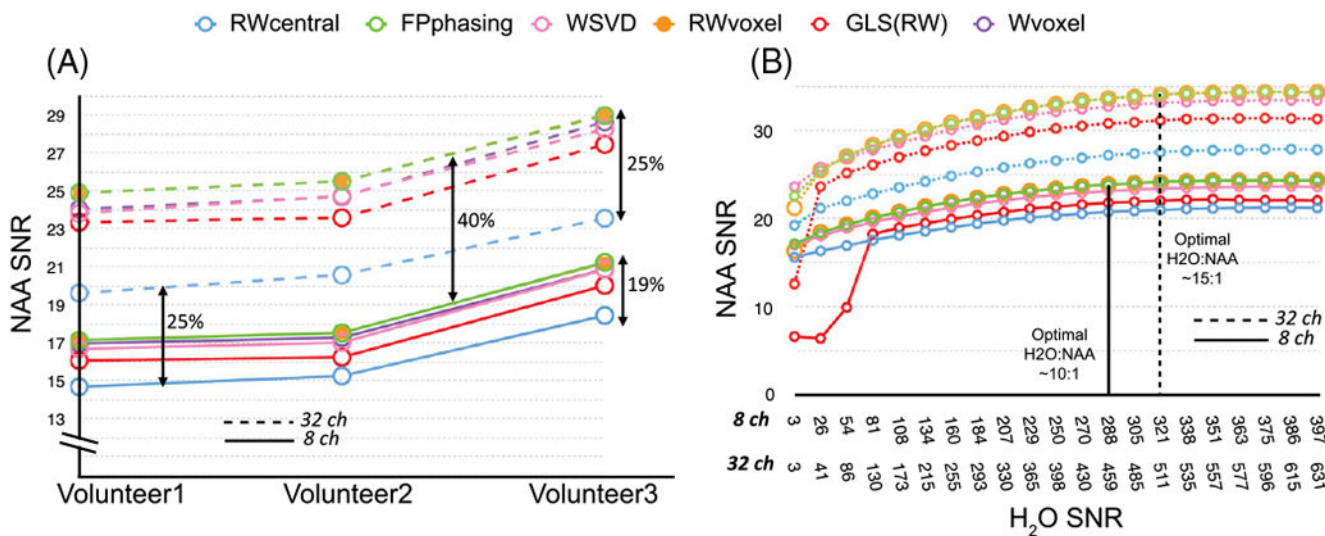 RWcentral FPphasing WSVD RWvoxel GLS(RW) Wvoxel
(A)
NAA SNR
29
27
25
23
21
19
17
15
13
25%
40%
25%
19%
32 ch
8 ch
Volunteer1 Volunteer2 Volunteer3
(B)
NAA SNR
30
20
10
0
Optimal
H2O:NAA
~10:1
Optimal
H2O:NAA
~15:1
32 ch
8 ch
8 ch 3 26 54 81 108 134 160 184 207 229 250 270 288 305 321 338 351 363 375 386 397
32 ch 3 41 86 130 173 215 255 293 330 365 398 430 459 485 511 535 557 577 596 615 631
H₂O SNR